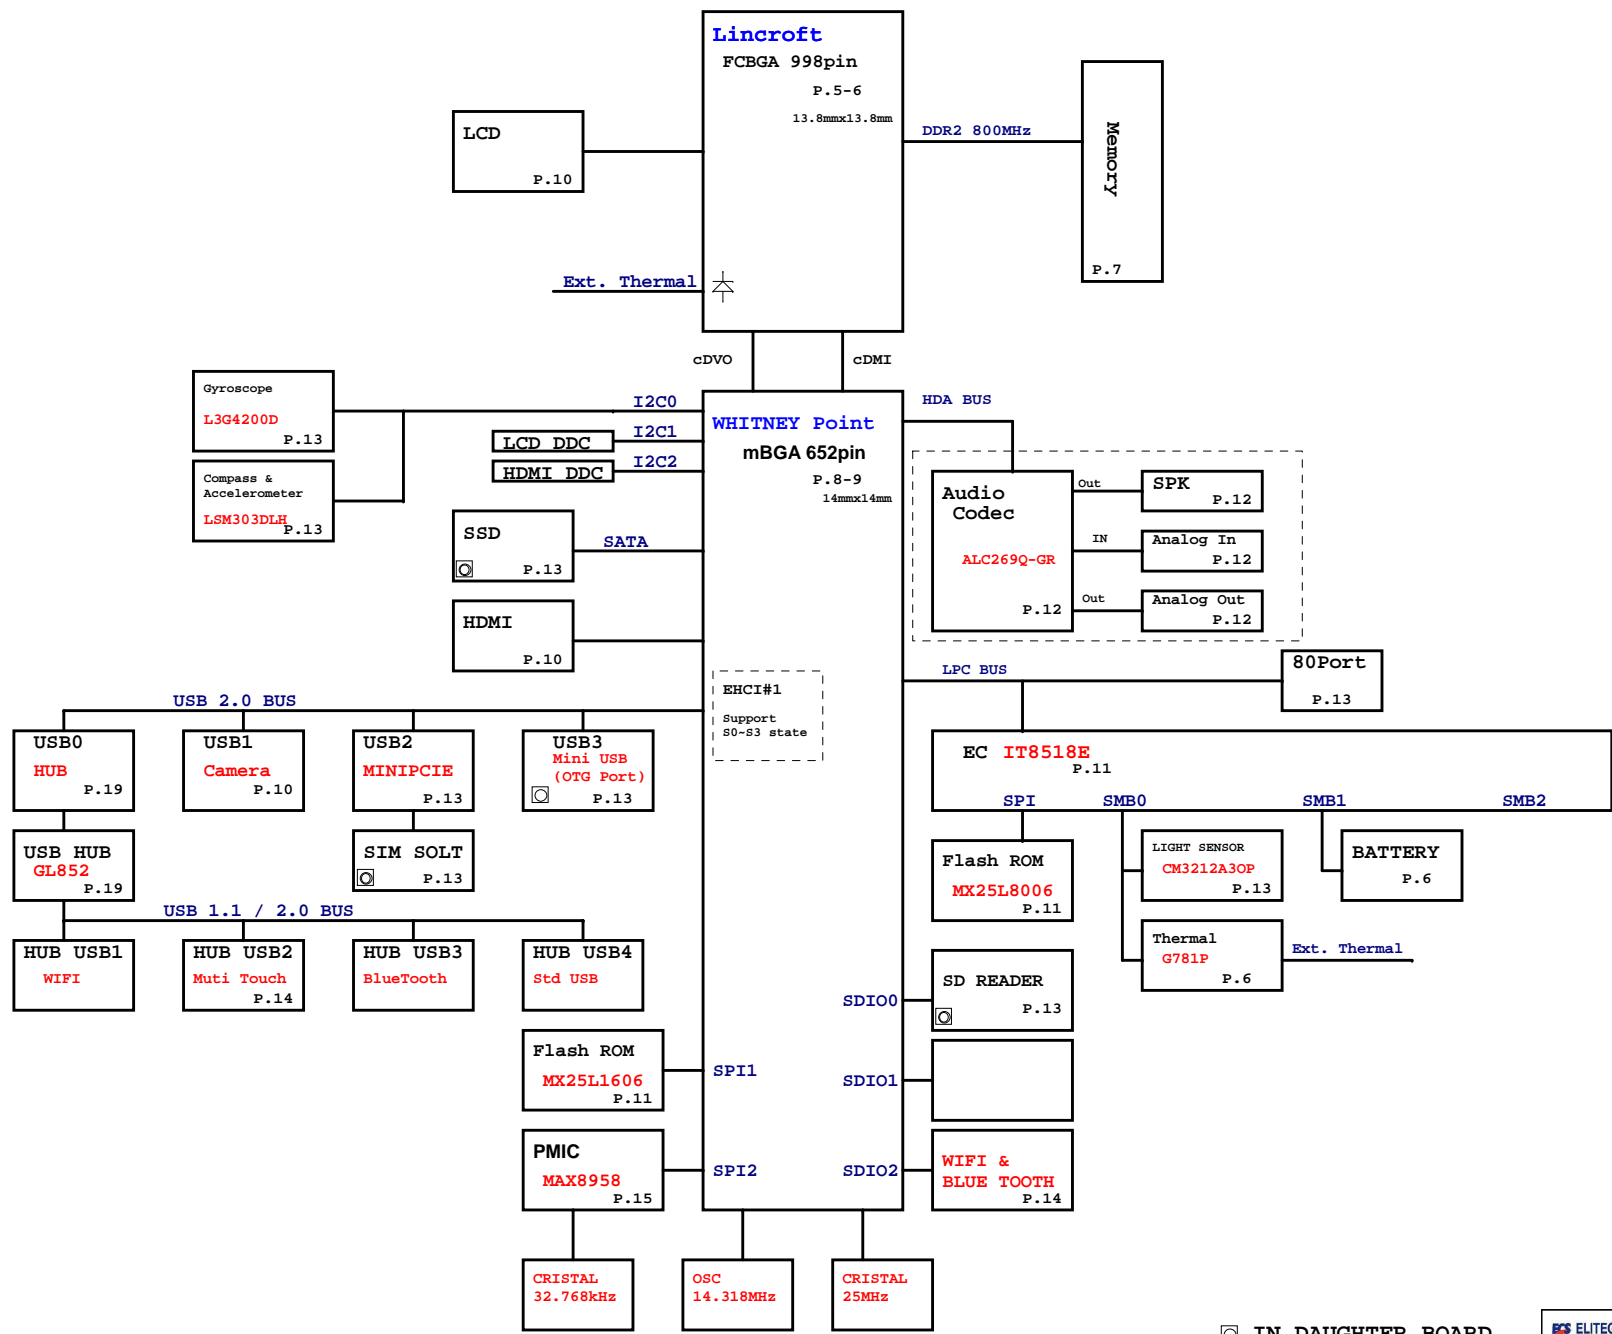 Lincroft
FCBGA 998pin
P.5-6
13.8mmx13.8mm
LCD
P.10
DDR2 800MHz
Memory
P.7
Ext. Thermal
cDVO
cDMI
Gyroscope
L3G4200D
P.13
Compass &
Accelerometer
LSM303DLH
P.13
I2C0
I2C1
I2C2
LCD DDC
HDMI DDC
WHITNEY Point
mBGA 652pin
P.8-9
14mmx14mm
HDA BUS
Audio
Codec
ALC269Q-GR
P.12
Out
SPK
P.12
IN
Analog In
P.12
Out
Analog Out
P.12
SSD
P.13
SATA
HDMI
P.10
EHCI#1
Support
S0~S3 state
LPC BUS
80Port
P.13
USB 2.0 BUS
USB0
HUB
P.19
USB1
Camera
P.10
USB2
MINIPCIE
P.13
USB3
Mini USB
(OTG Port)
P.13
EC IT8518E
P.11
SPI
SMB0
SMB1
SMB2
USB HUB
GL852
P.19
SIM SOLT
P.13
Flash ROM
MX25L8006
P.11
LIGHT SENSOR
CM3212A3OP
P.13
BATTERY
P.6
USB 1.1 / 2.0 BUS
HUB USB1
WIFI
HUB USB2
Muti Touch
P.14
HUB USB3
BlueTooth
HUB USB4
Std USB
Thermal
G781P
P.6
Ext. Thermal
SDIO0
SD READER
P.13
Flash ROM
MX25L1606
P.11
SPI1
SDIO1
PMIC
MAX8958
P.15
SPI2
SDIO2
WIFI &
BLUE TOOTH
P.14
CRISTAL
32.768kHz
OSC
14.318MHz
CRISTAL
25MHz
IN DAUGHTER BOARD